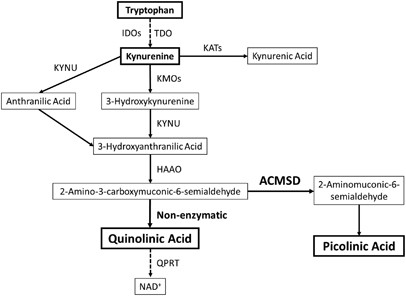 Tryptophan
IDOs TDO
Kynurenine
KATs
Kynurenic Acid
KYNU
KMOs
Anthranilic Acid
3-Hydroxykynurenine
KYNU
3-Hydroxyanthranilic Acid
HAAO
2-Amino-3-carboxymuconic-6-semialdehyde
ACMSD
2-Aminomuconic-6-
semialdehyde
Non-enzymatic
Quinolinic Acid
Picolinic Acid
QPRT
NAD⁺